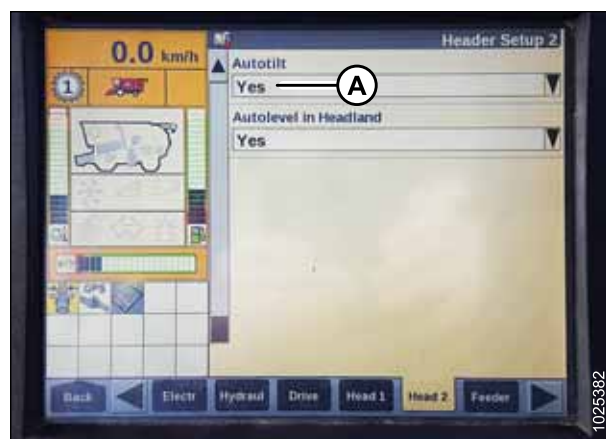 Header Setup 2
0.0 km/h
1
Autotilt
Yes
A
Autolevel in Headland
Yes
Back
Electr
Hydraul
Drive
Head 1
Head 2
Feeder
1025382